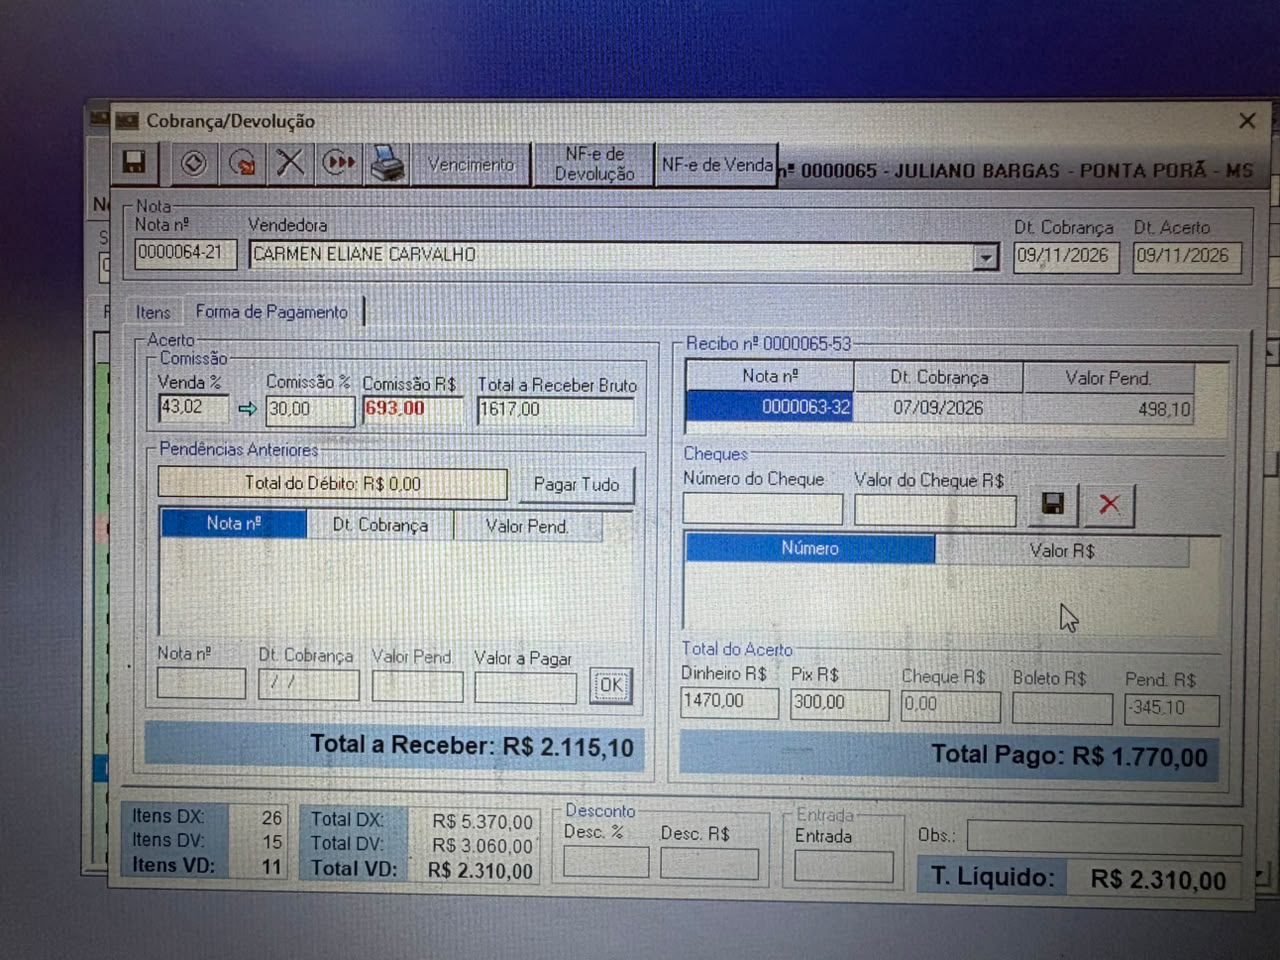 Cobrança/Devolução
Vencimento
NF-e de Devolução
NF-e de Venda
nº 0000065 - JULIANO BARGAS - PONTA PORÃ - MS
Nota
Nota nº
Vendedora
Dt. Cobrança
Dt. Acerto
0000064-21
CARMEN ELIANE CARVALHO
09/11/2026
09/11/2026
Itens
Forma de Pagamento
Acerto
Comissão
Venda %
Comissão %
Comissão R$
Total a Receber Bruto
43,02
30,00
693,00
1617,00
Pendências Anteriores
Total do Débito: R$ 0,00
Pagar Tudo
Nota nº
Dt. Cobrança
Valor Pend.
Nota nº
Dt. Cobrança
Valor Pend
Valor a Pagar
/ /
OK
Total a Receber: R$ 2.115,10
Recibo nº 0000065-53
Nota nº
Dt. Cobrança
Valor Pend.
0000063-32
07/09/2026
498,10
Cheques
Número do Cheque
Valor do Cheque R$
Número
Valor R$
Total do Acerto
Dinheiro R$
Pix R$
Cheque R$
Boleto R$
Pend. R$
1470,00
300,00
0,00
-345,10
Total Pago: R$ 1.770,00
Itens DX: 26
Itens DV: 15
Itens VD: 11
Total DX: R$ 5.370,00
Total DV: R$ 3.060,00
Total VD: R$ 2.310,00
Desconto
Desc. %
Desc. R$
Entrada
Entrada
Obs.:
T. Liquido: R$ 2.310,00